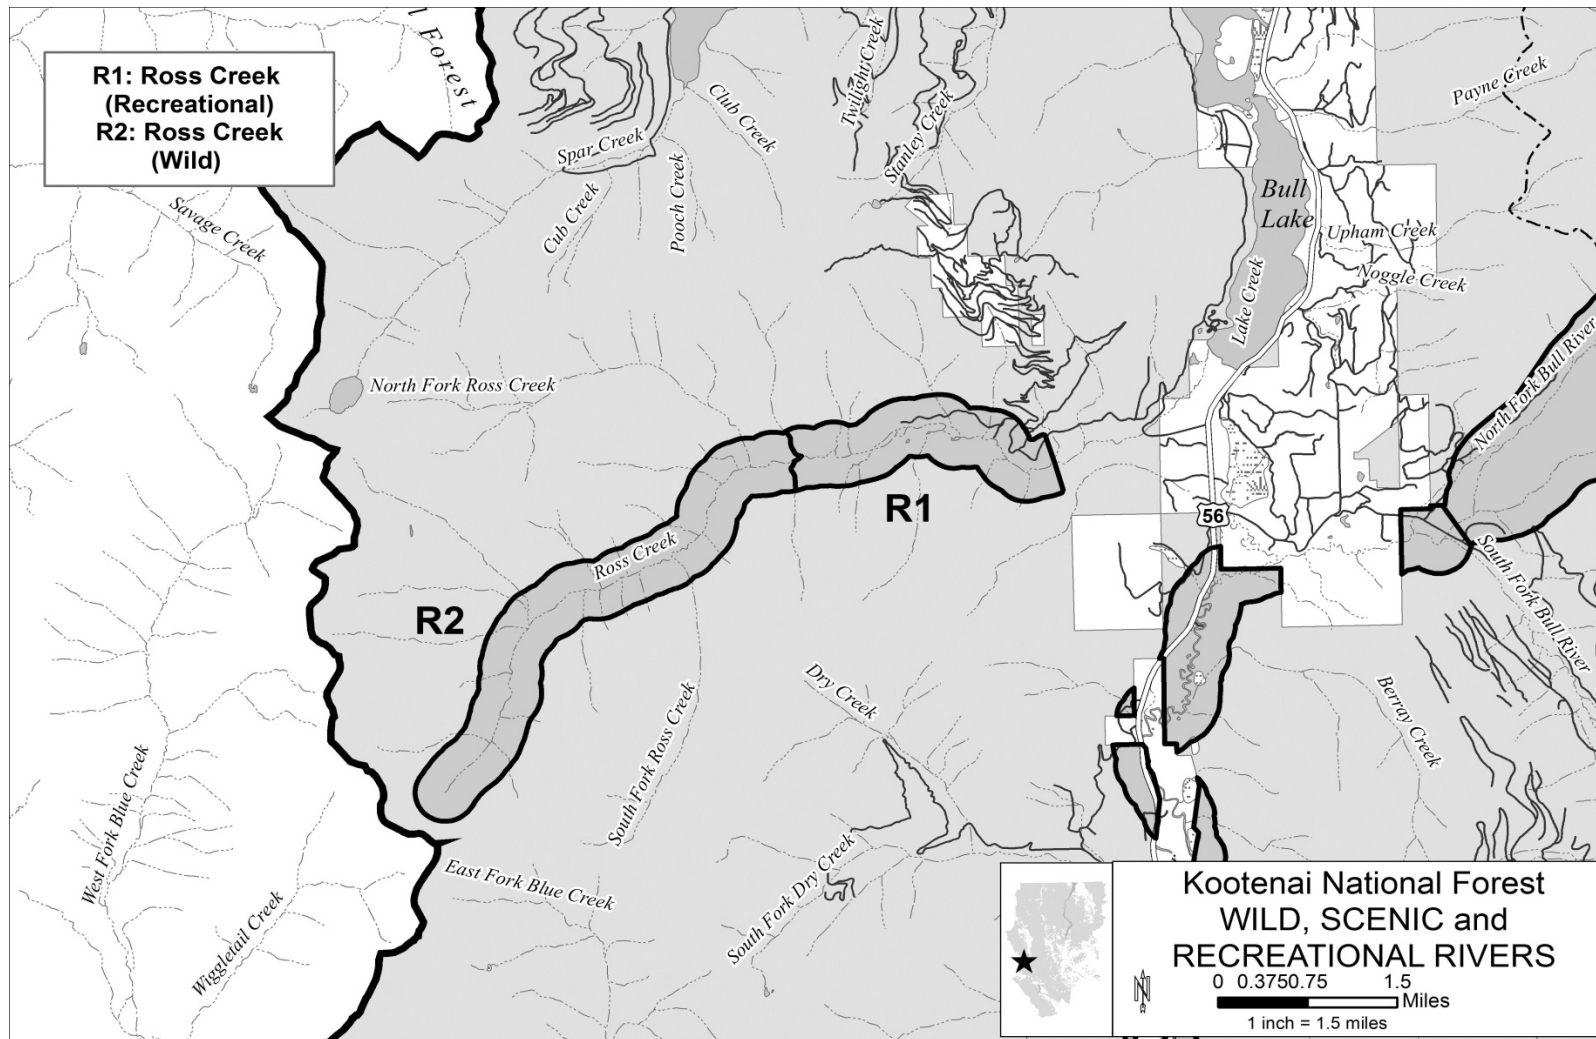 l Forest
R1: Ross Creek
(Recreational)
R2: Ross Creek
(Wild)
Savage Creek
Spar Creek
Cub Creek
Pooch Creek
Club Creek
Twilight Creek
Stanley Creek
Payne Creek
Bull
Lake
Upham Creek
Noggle Creek
Lake Creek
North Fork Bull River
North Fork Ross Creek
R1
56
Ross Creek
R2
South Fork Bull River
Dry Creek
Berray Creek
South Fork Ross Creek
West Fork Blue Creek
East Fork Blue Creek
South Fork Dry Creek
Wiggletail Creek
Kootenai National Forest
WILD, SCENIC and
RECREATIONAL RIVERS
N
0 0.375 0.75 1.5
Miles
1 inch = 1.5 miles